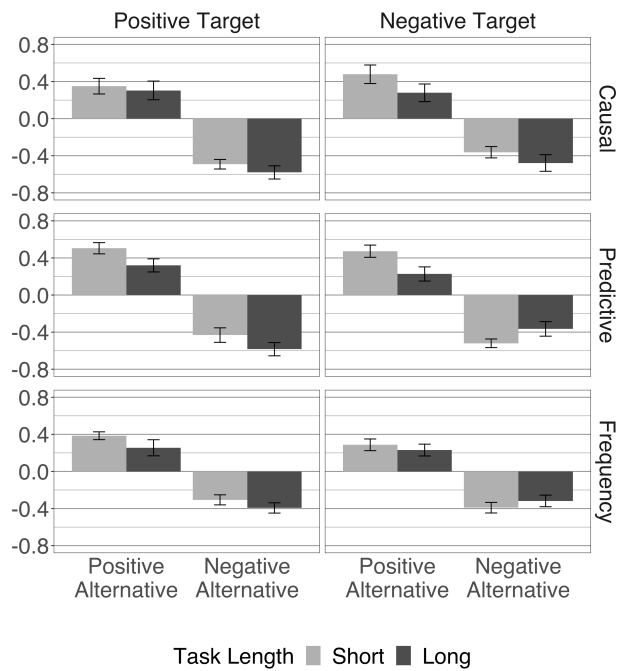 Positive Target
Negative Target
0.8
0.4
0.0
-0.4
-0.8
Causal
0.8
0.4
0.0
-0.4
-0.8
Predictive
0.8
0.4
0.0
-0.4
-0.8
Frequency
Positive
Alternative
Negative
Alternative
Positive
Alternative
Negative
Alternative
Task Length Short Long